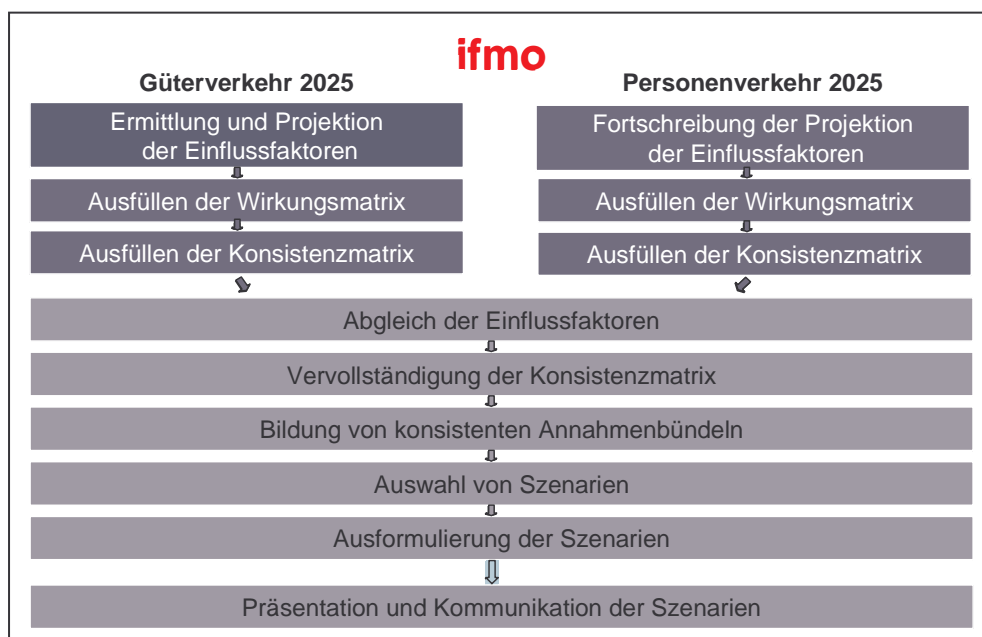 ifmo
Güterverkehr 2025
Ermittlung und Projektion
der Einflussfaktoren
Ausfüllen der Wirkungsmatrix
Ausfüllen der Konsistenzmatrix
Personenverkehr 2025
Fortschreibung der Projektion
der Einflussfaktoren
Ausfüllen der Wirkungsmatrix
Ausfüllen der Konsistenzmatrix
Abgleich der Einflussfaktoren
Vervollständigung der Konsistenzmatrix
Bildung von konsistenten Annahmenbündeln
Auswahl von Szenarien
Ausformulierung der Szenarien
Präsentation und Kommunikation der Szenarien